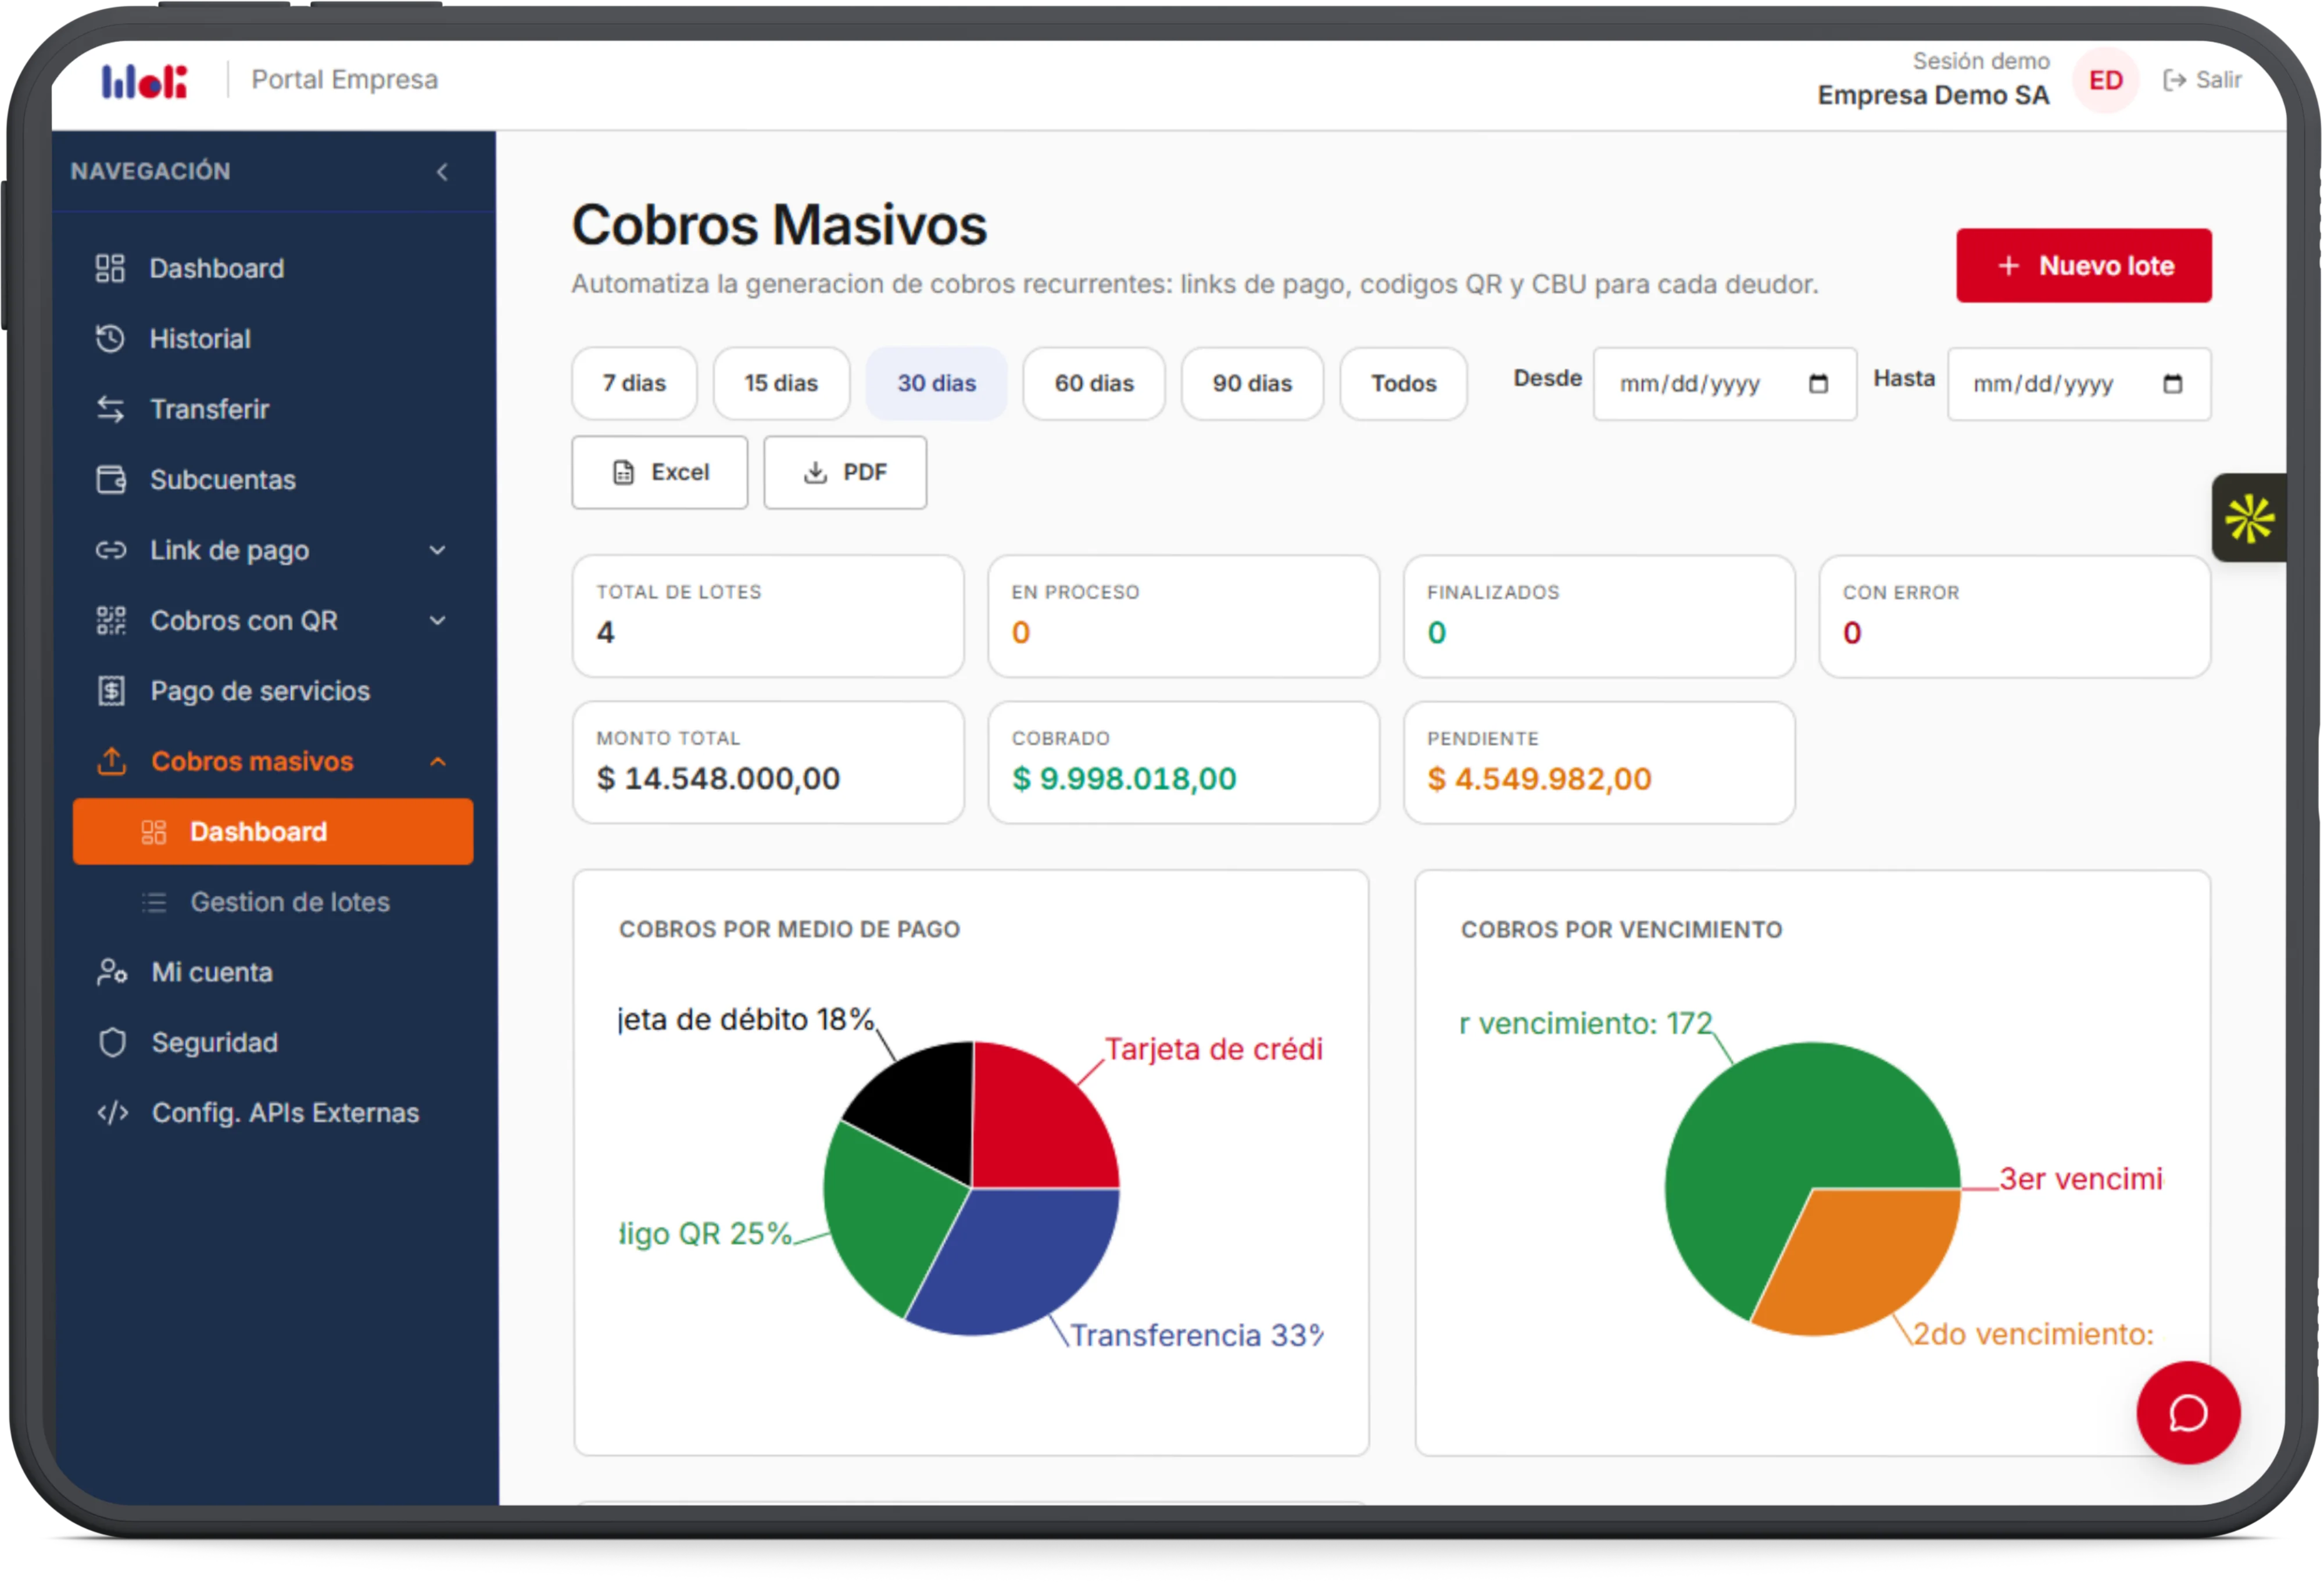 Woli
Portal Empresa
Sesión demo
Empresa Demo SA
ED
Salir
NAVEGACIÓN
Dashboard
Historial
Transferir
Subcuentas
Link de pago
Cobros con QR
Pago de servicios
Cobros masivos
Dashboard
Gestion de lotes
Mi cuenta
Seguridad
Config. APIs Externas
Cobros Masivos
Automatiza la generacion de cobros recurrentes: links de pago, codigos QR y CBU para cada deudor.
+ Nuevo lote
7 dias
15 dias
30 dias
60 dias
90 dias
Todos
Desde
mm/dd/yyyy
Hasta
mm/dd/yyyy
Excel
PDF
TOTAL DE LOTES
4
EN PROCESO
0
FINALIZADOS
0
CON ERROR
0
MONTO TOTAL
$ 14.548.000,00
COBRADO
$ 9.998.018,00
PENDIENTE
$ 4.549.982,00
COBROS POR MEDIO DE PAGO
jeta de débito 18%
Tarjeta de crédi
digo QR 25%
Transferencia 33%
COBROS POR VENCIMIENTO
r vencimiento: 172
3er vencimi
2do vencimiento: